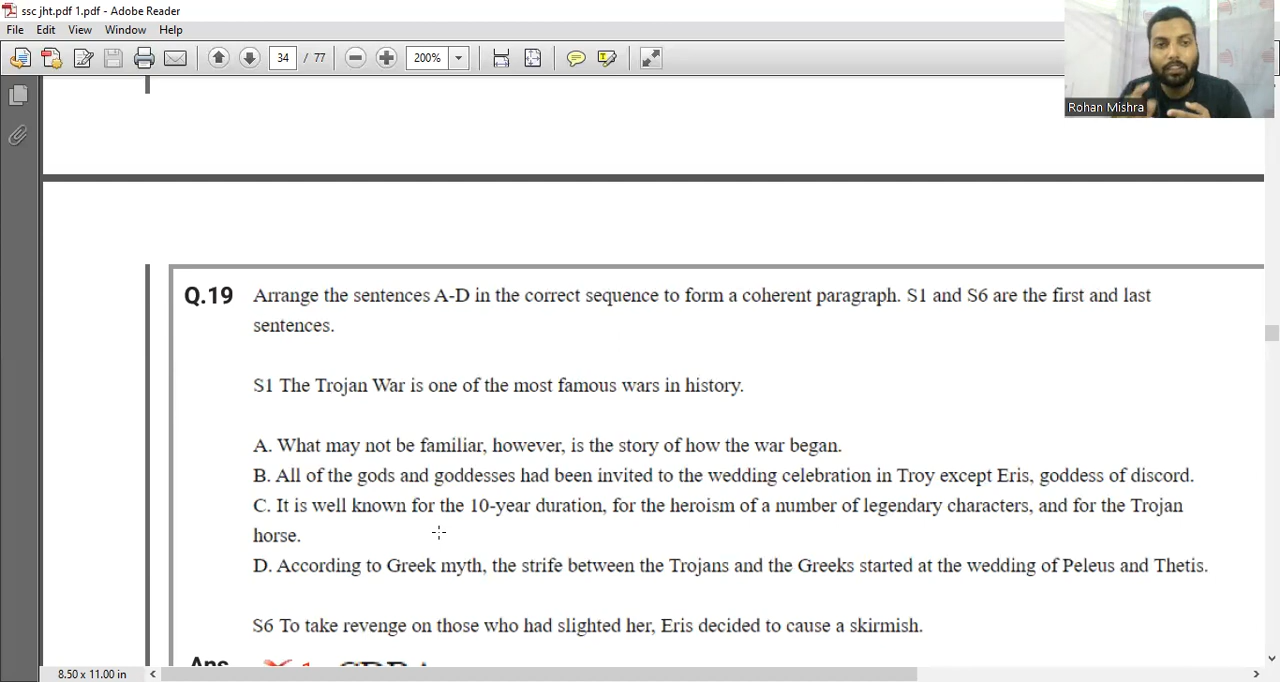 ssc jht.pdf 1.pdf - Adobe Reader
File Edit View Window Help
34 / 77 200%
Rohan Mishra
Q.19 Arrange the sentences A-D in the correct sequence to form a coherent paragraph. S1 and S6 are the first and last
sentences.
S1 The Trojan War is one of the most famous wars in history.
A. What may not be familiar, however, is the story of how the war began.
B. All of the gods and goddesses had been invited to the wedding celebration in Troy except Eris, goddess of discord.
C. It is well known for the 10-year duration, for the heroism of a number of legendary characters, and for the Trojan
horse.
D. According to Greek myth, the strife between the Trojans and the Greeks started at the wedding of Peleus and Thetis.
S6 To take revenge on those who had slighted her, Eris decided to cause a skirmish.
Ans
8.50 x 11.00 in